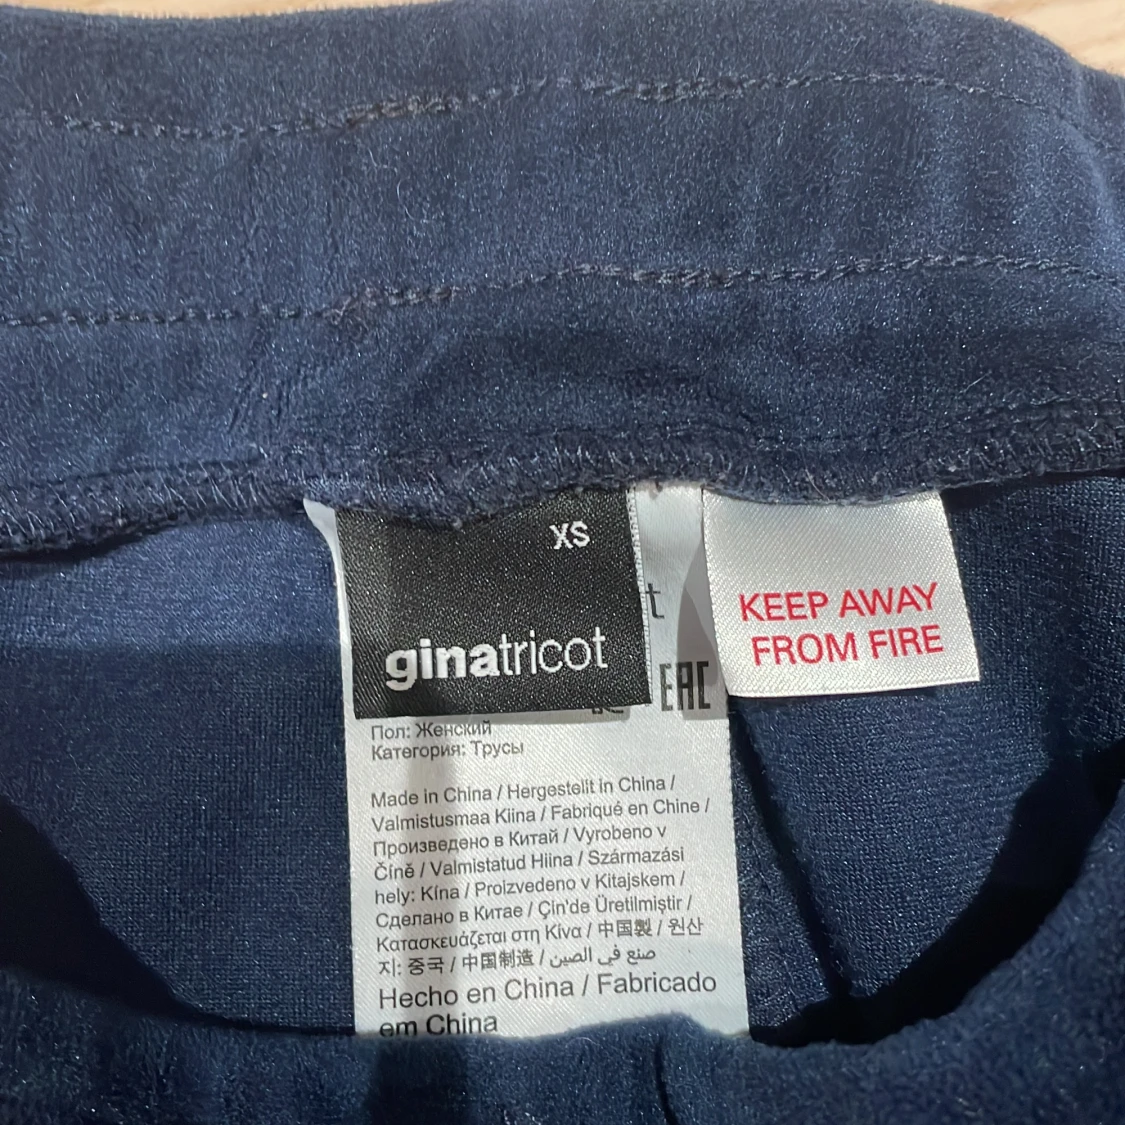 XS
ginatricot
t
EAC
KEEP AWAY
FROM FIRE
Пол: Женский
Категория: Трусы
Made in China / Hergestellt in China /
Valmistusmaa Kiina / Fabriqué en Chine /
Произведено в Китай / Vyrobeno v
Číně / Valmistatud Hiina / Származási
hely: Kína / Proizvedeno v Kitajskem /
Сделано в Китае / Çin'de Üretilmiştir /
Κατασκευάζεται στη Κίνα / 中国製 / 원산
지: 중국 / 中国制造 / صنع في الصين
Hecho en China / Fabricado
em China